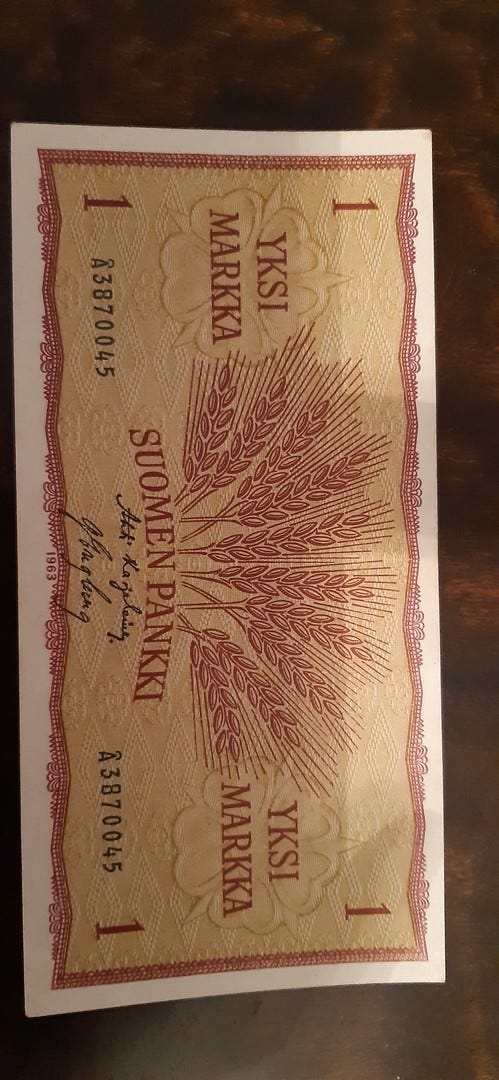 1 1
YKSI
MARKKA
YKSI
MARKKA
SUOMEN PANKKI
Å3870045 Å3870045
1 1
1963